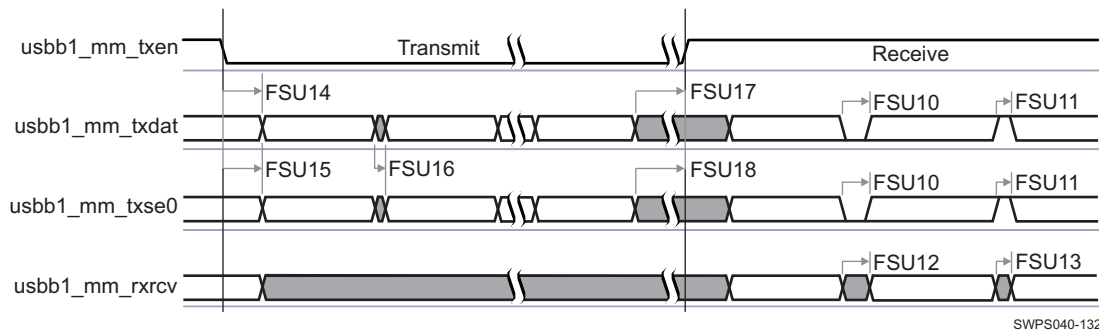 usbb1_mm_txen
Transmit
Receive
FSU14
FSU17
FSU10
FSU11
usbb1_mm_txdat
FSU15
FSU16
FSU18
FSU10
FSU11
usbb1_mm_txse0
FSU12
FSU13
usbb1_mm_rxrcv
SWPS040-132